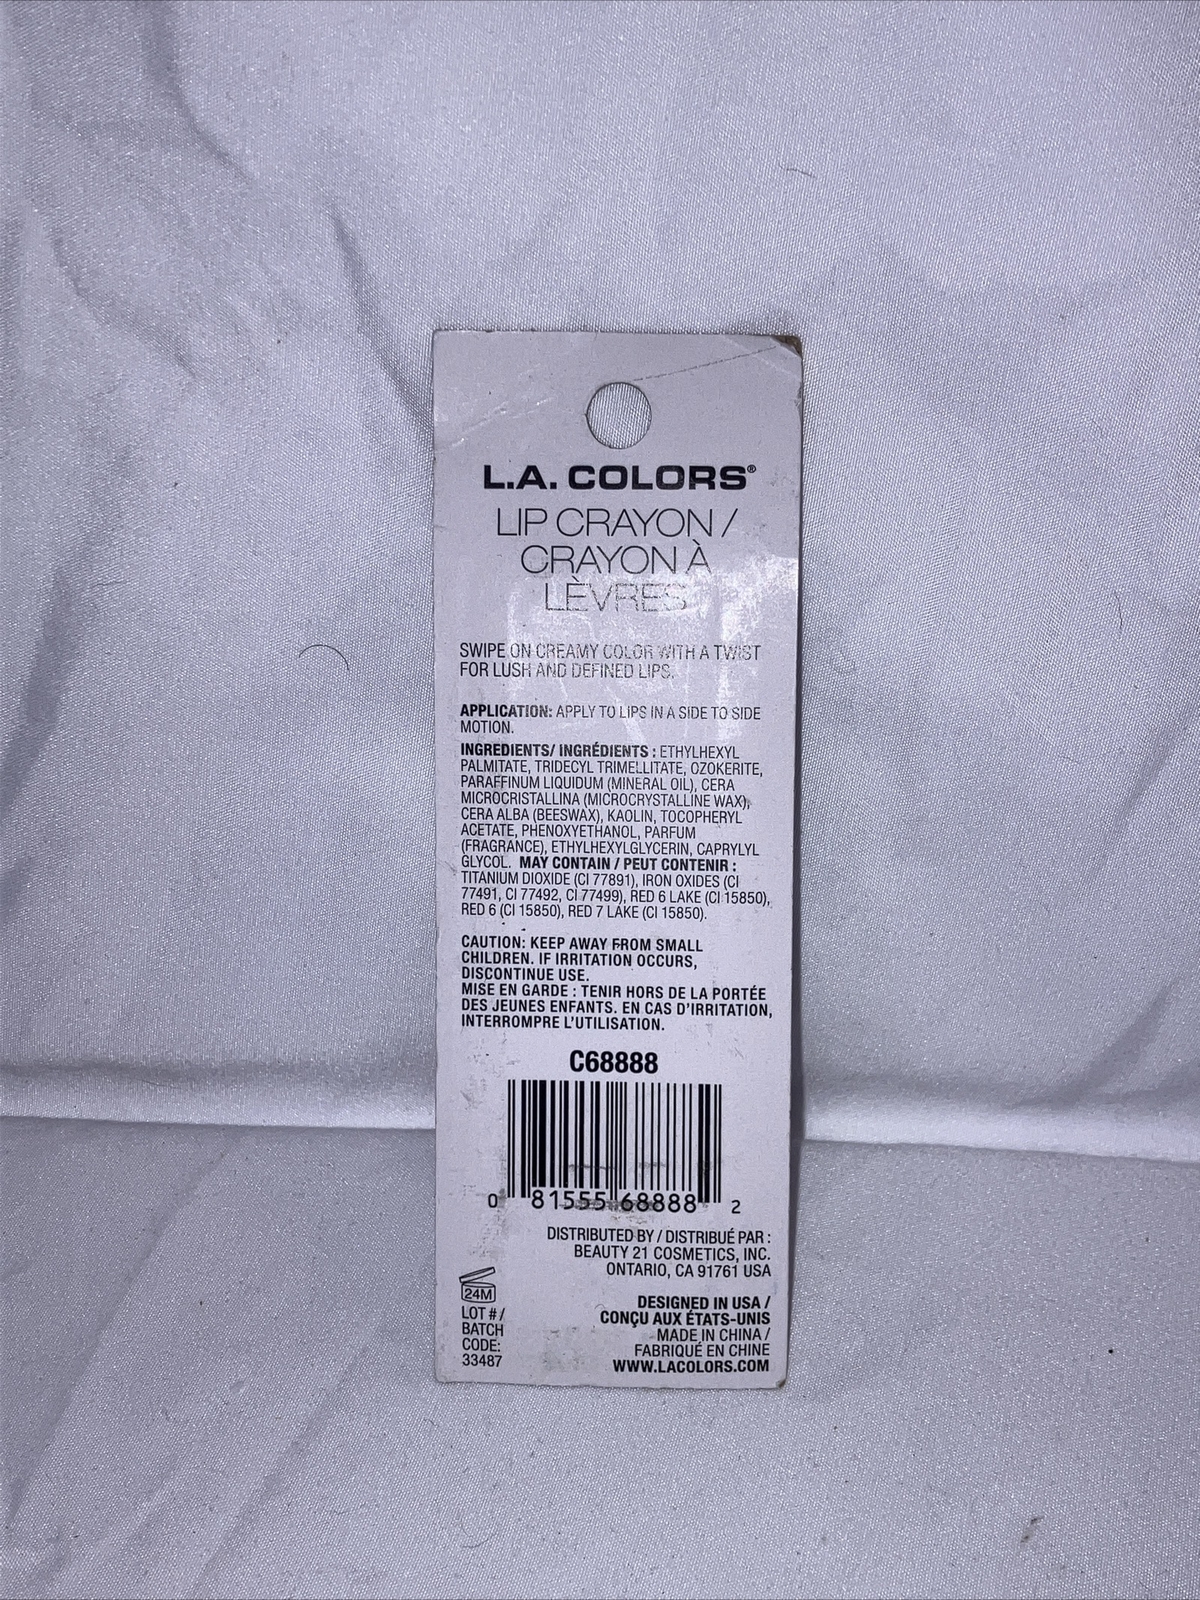 L.A. COLORS®
LIP CRAYON /
CRAYON À
LÈVRES
SWIPE ON CREAMY COLOR WITH A TWIST
FOR LUSH AND DEFINED LIPS.
APPLICATION: APPLY TO LIPS IN A SIDE TO SIDE
MOTION.
INGREDIENTS/ INGRÉDIENTS : ETHYLHEXYL
PALMITATE, TRIDECYL TRIMELLITATE, OZOKERITE,
PARAFFINUM LIQUIDUM (MINERAL OIL), CERA
MICROCRISTALLINA (MICROCRYSTALLINE WAX),
CERA ALBA (BEESWAX), KAOLIN, TOCOPHERYL
ACETATE, PHENOXYETHANOL, PARFUM
(FRAGRANCE), ETHYLHEXYLGLYCERIN, CAPRYLYL
GLYCOL. MAY CONTAIN / PEUT CONTENIR :
TITANIUM DIOXIDE (CI 77891), IRON OXIDES (CI
77491, CI 77492, CI 77499), RED 6 LAKE (CI 15850),
RED 6 (CI 15850), RED 7 LAKE (CI 15850).
CAUTION: KEEP AWAY FROM SMALL
CHILDREN. IF IRRITATION OCCURS,
DISCONTINUE USE.
MISE EN GARDE : TENIR HORS DE LA PORTÉE
DES JEUNES ENFANTS. EN CAS D'IRRITATION,
INTERROMPRE L'UTILISATION.
C68888
0 81555 68888 2
DISTRIBUTED BY / DISTRIBUÉ PAR :
BEAUTY 21 COSMETICS, INC.
ONTARIO, CA 91761 USA
24M
LOT # /
BATCH
CODE:
33487
DESIGNED IN USA /
CONÇU AUX ÉTATS-UNIS
MADE IN CHINA /
FABRIQUÉ EN CHINE
WWW.LACOLORS.COM